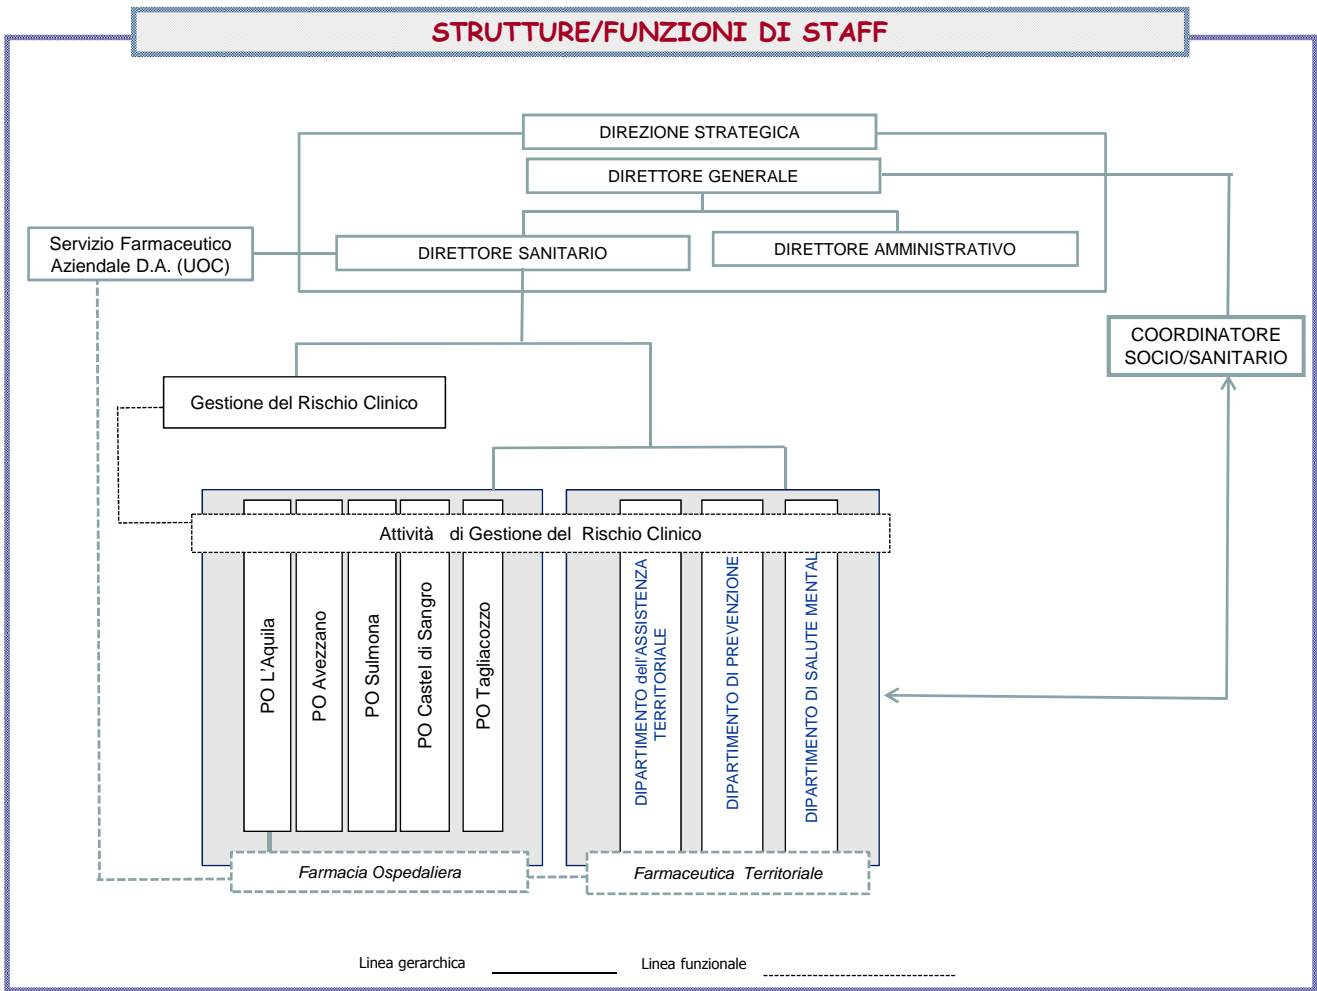 STRUTTURE/FUNZIONI DI STAFF
DIREZIONE STRATEGICA
DIRETTORE GENERALE
Servizio Farmaceutico
Aziendale D.A. (UOC)
DIRETTORE SANITARIO
DIRETTORE AMMINISTRATIVO
COORDINATORE
SOCIO/SANITARIO
Gestione del Rischio Clinico
Attività di Gestione del Rischio Clinico
PO L'Aquila
PO Avezzano
PO Sulmona
PO Castel di Sangro
PO Tagliacozzo
DIPARTIMENTO dell'ASSISTENZA
TERRITORIALE
DIPARTIMENTO DI PREVENZIONE
DIPARTIMENTO DI SALUTE MENTAL
Farmacia Ospedaliera
Farmaceutica Territoriale
Linea gerarchica
Linea funzionale